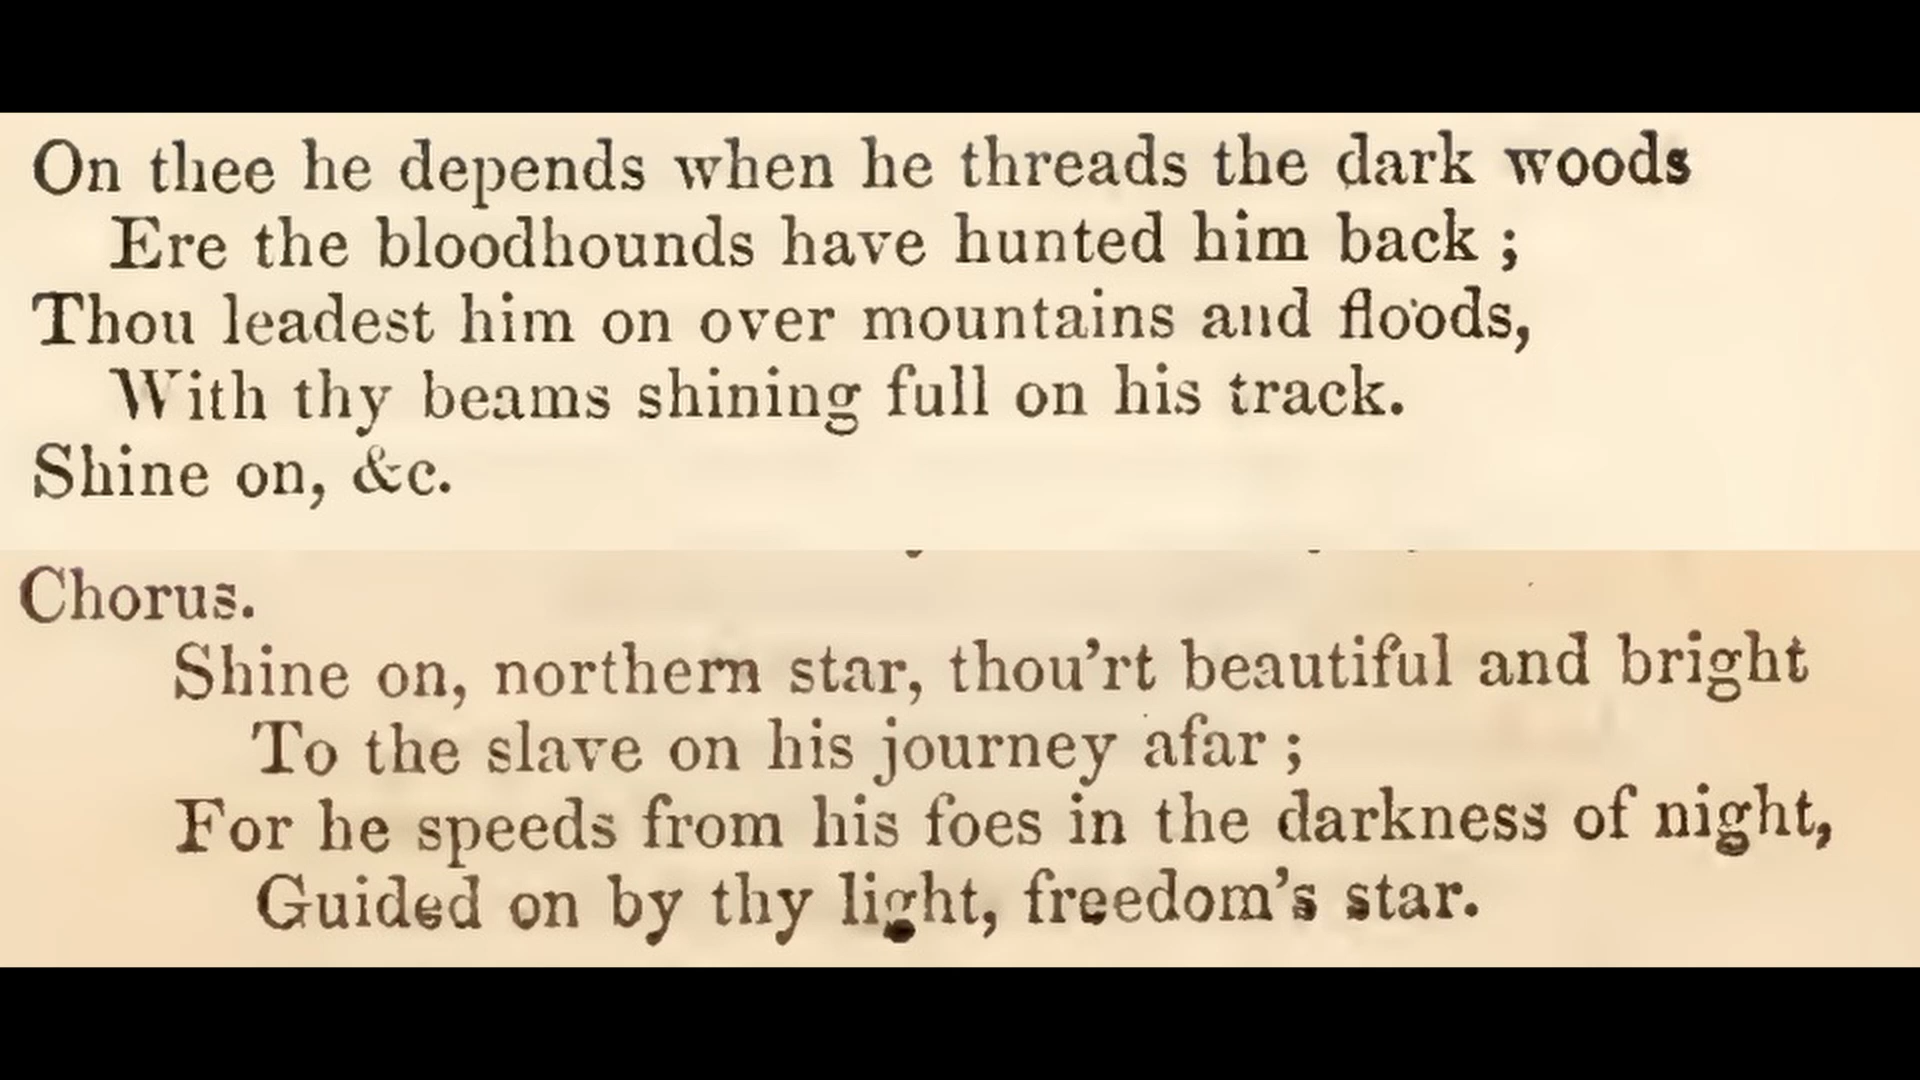 On thee he depends when he threads the dark woods
Ere the bloodhounds have hunted him back ;
Thou leadest him on over mountains and floods,
With thy beams shining full on his track.
Shine on, &c.
Chorus.
Shine on, northern star, thou'rt beautiful and bright
To the slave on his journey afar ;
For he speeds from his foes in the darkness of night,
Guided on by thy light, freedom's star.